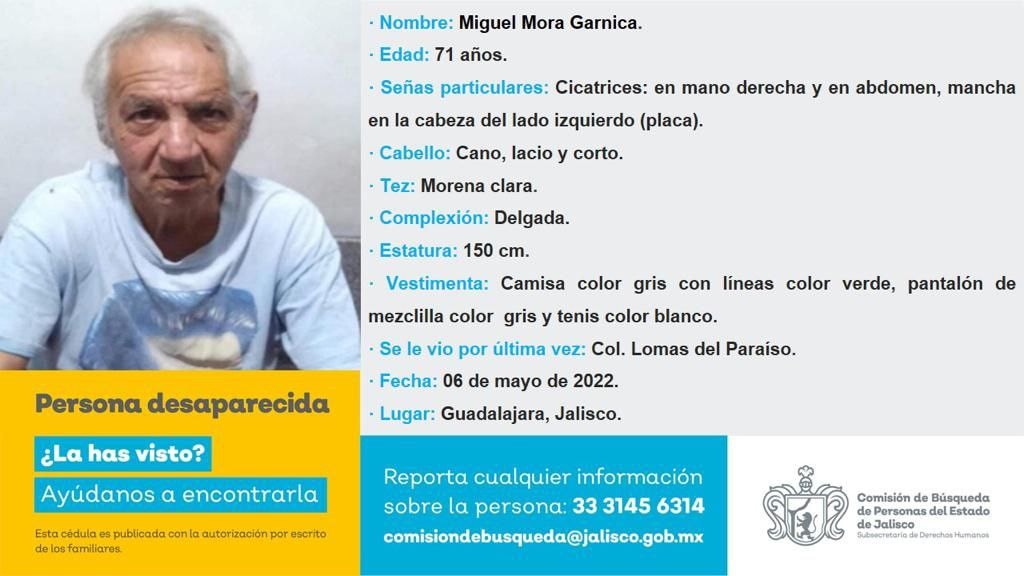 · Nombre: Miguel Mora Garnica.
· Edad: 71 años.
· Señas particulares: Cicatrices: en mano derecha y en abdomen, mancha
en la cabeza del lado izquierdo (placa).
· Cabello: Cano, lacio y corto.
· Tez: Morena clara.
· Complexión: Delgada.
· Estatura: 150 cm.
· Vestimenta: Camisa color gris con líneas color verde, pantalón de
mezclilla color gris y tenis color blanco.
· Se le vio por última vez: Col. Lomas del Paraíso.
· Fecha: 06 de mayo de 2022.
· Lugar: Guadalajara, Jalisco.
Persona desaparecida
¿La has visto?
Ayúdanos a encontrarla
Esta cédula es publicada con la autorización por escrito
de los familiares.
Reporta cualquier información
sobre la persona: 33 3145 6314
comisiondebusqueda@jalisco.gob.mx
Comisión de Búsqueda
de Personas del Estado
de Jalisco
Subsecretaría de Derechos Humanos